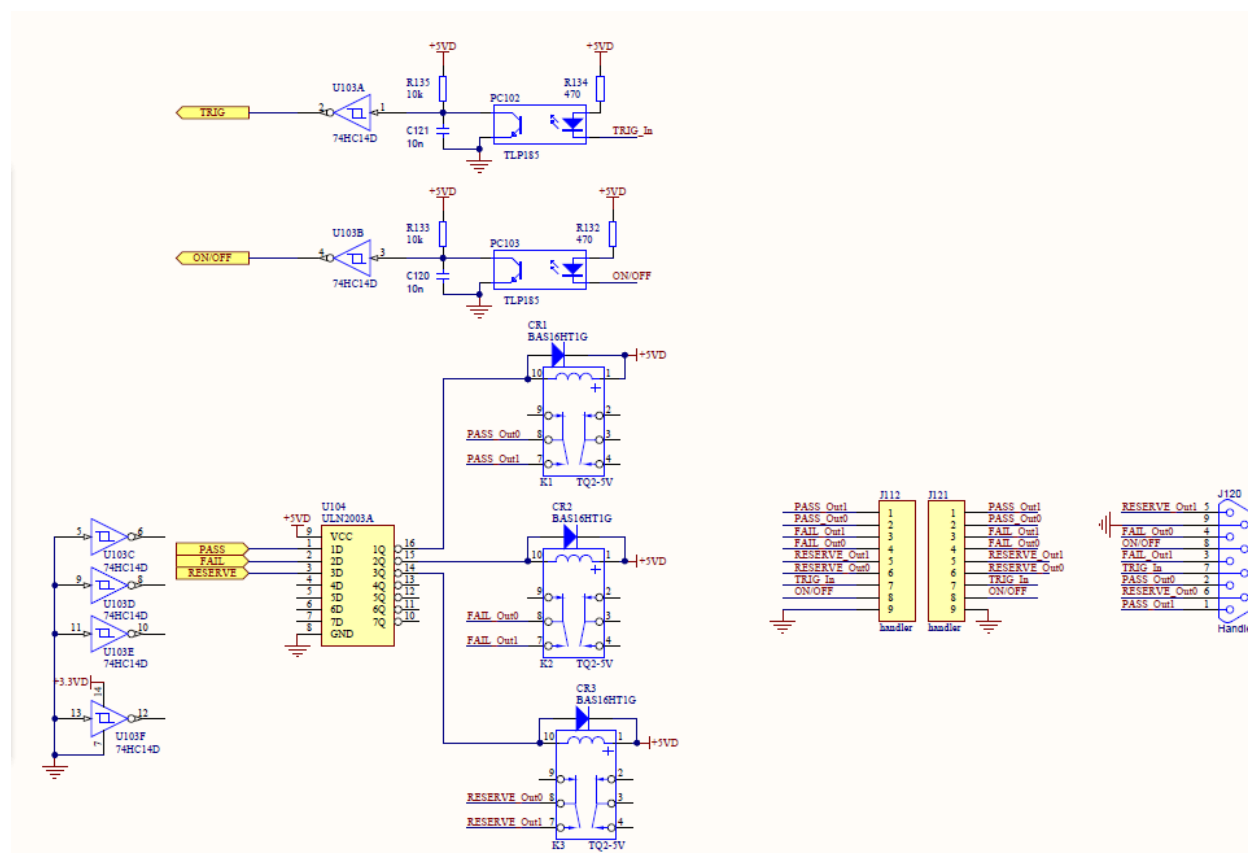 +5VD
+5VD
R135
10k
R134
470
U103A
PC102
TRIG
2
1
C121
10n
TRIG_In
74HC14D
TLP185
+5VD
+5VD
R133
10k
R132
470
U103B
PC103
ON/OFF
4
3
C120
10n
ON/OFF
74HC14D
TLP185
CR1
BAS16HT1G
+5VD
10
1
+
9
2
PASS_Out0
8
3
PASS_Out1
7
4
K1
TQ2-5V
U104
ULN2003A
+5VD
9
VCC
PASS
1
1D
1Q
16
FAIL
2
2D
2Q
15
RESERVE
3
3D
3Q
14
4
4D
4Q
13
5
5D
5Q
12
6
6D
6Q
11
7
7D
7Q
10
8
GND
5
6
U103C
74HC14D
9
8
U103D
74HC14D
11
10
U103E
74HC14D
+3.3VD
14
13
12
7
U103F
74HC14D
CR2
BAS16HT1G
+5VD
10
1
+
9
2
FAIL_Out0
8
3
FAIL_Out1
7
4
K2
TQ2-5V
CR3
BAS16HT1G
+5VD
10
1
+
9
2
RESERVE_Out0
8
3
RESERVE_Out1
7
4
K3
TQ2-5V
J112
PASS_Out1
1
PASS_Out0
2
FAIL_Out1
3
FAIL_Out0
4
RESERVE_Out1
5
RESERVE_Out0
6
TRIG_In
7
ON/OFF
8
9
handler
J121
1
PASS_Out1
2
PASS_Out0
3
FAIL_Out1
4
FAIL_Out0
5
RESERVE_Out1
6
RESERVE_Out0
7
TRIG_In
8
ON/OFF
9
handler
J120
RESERVE_Out1
5
9
FAIL_Out0
4
ON/OFF
8
FAIL_Out1
3
TRIG_In
7
PASS_Out0
2
RESERVE_Out0
6
PASS_Out1
1